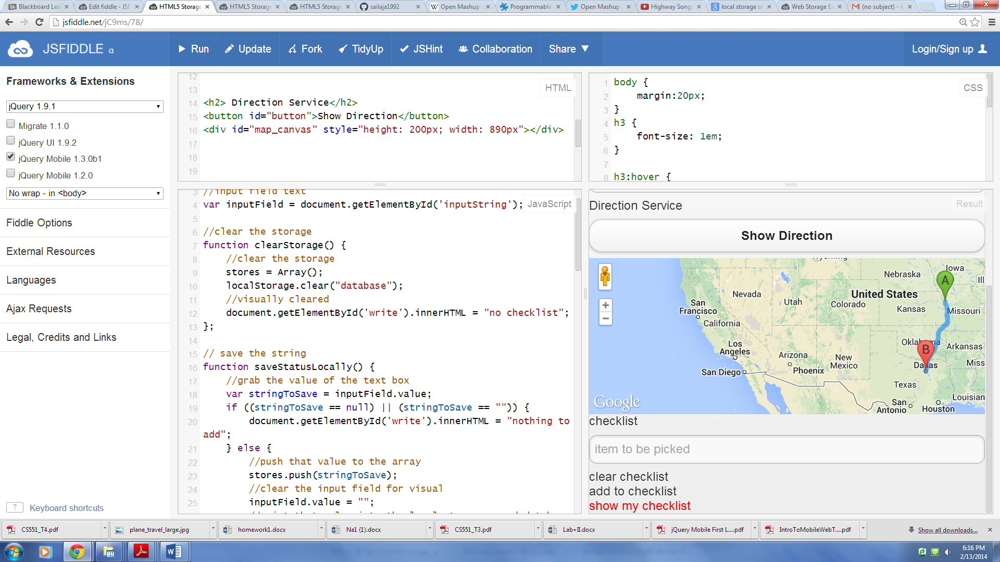 Blackboard Lea
Edit fiddle - JSF
HTML5 Storage
HTML5 Storage
HTML5 Storage
sailaja1992
Open Mashup
Programmable
Open Mashup
Highway Song
local storage or
Web Storage E
(no subject) - r
jsfiddle.net/jC9ms/78/
JSFIDDLE α
Run
Update
Fork
TidyUp
JSHint
Collaboration
Share
Login/Sign up
Frameworks & Extensions
jQuery 1.9.1
Migrate 1.1.0
jQuery UI 1.9.2
jQuery Mobile 1.3.0b1
jQuery Mobile 1.2.0
No wrap - in <body>
Fiddle Options
External Resources
Languages
Ajax Requests
Legal, Credits and Links
? Keyboard shortcuts
HTML
12
13
14 <h2> Direction Service</h2>
15 <button id="button">Show Direction</button>
16 <div id="map_canvas" style="height: 200px; width: 890px"></div>
17
18
19
CSS
1 body {
2 margin:20px;
3 }
4 h3 {
5 font-size: 1em;
6 }
7
8 h3:hover {
JavaScript
3 //input field text
4 var inputField = document.getElementById('inputString');
5
6 //clear the storage
7 function clearStorage() {
8 //clear the storage
9 stores = Array();
10 localStorage.clear("database");
11 //visually cleared
12 document.getElementById('write').innerHTML = "no checklist";
13 };
14
15 // save the string
16 function saveStatusLocally() {
17 //grab the value of the text box
18 var stringToSave = inputField.value;
19 if ((stringToSave == null) || (stringToSave == "")) {
20 document.getElementById('write').innerHTML = "nothing to
add";
21 } else {
22 //push that value to the array
23 stores.push(stringToSave);
24 //clear the input field for visual
25 inputField.value = "";
Result
Direction Service
Show Direction
Wyoming
Iowa
Nebraska
Ill
Nevada
United States
Utah
Colorado
San
Francisco
Kansas
Missouri
California
Los
Angeles
Oklahoma
Arkansas
Arizona
New
Mexico
Miss
San Diego
Phoenix
Dallas
Texas
Louisian
San
Antonio
Houston
A
B
Google
checklist
item to be picked
clear checklist
add to checklist
show my checklist
CS551_T4.pdf
plane_travel_large.jpg
homework1.docx
Na1 (1).docx
CS551_T3.pdf
Lab+II.docx
jQuery Mobile First L....pdf
IntroToMobileWebT....pdf
Show all downloads...
6:16 PM
2/13/2014